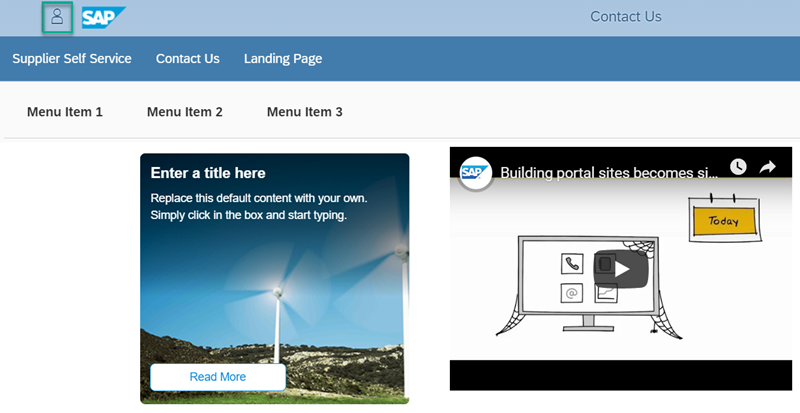 SAP
Contact Us
Supplier Self Service Contact Us Landing Page
Menu Item 1 Menu Item 2 Menu Item 3
Enter a title here
Replace this default content with your own.
Simply click in the box and start typing.
Read More
SAP
Building portal sites becomes si...
Today
@